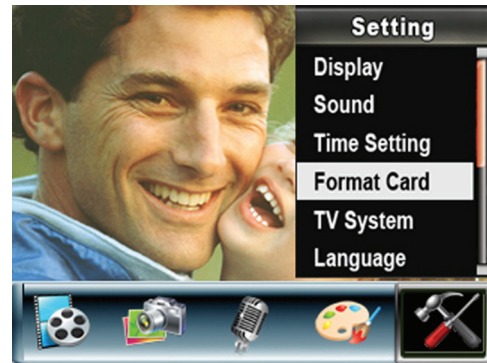 Setting
Display
Sound
Time Setting
Format Card
TV System
Language